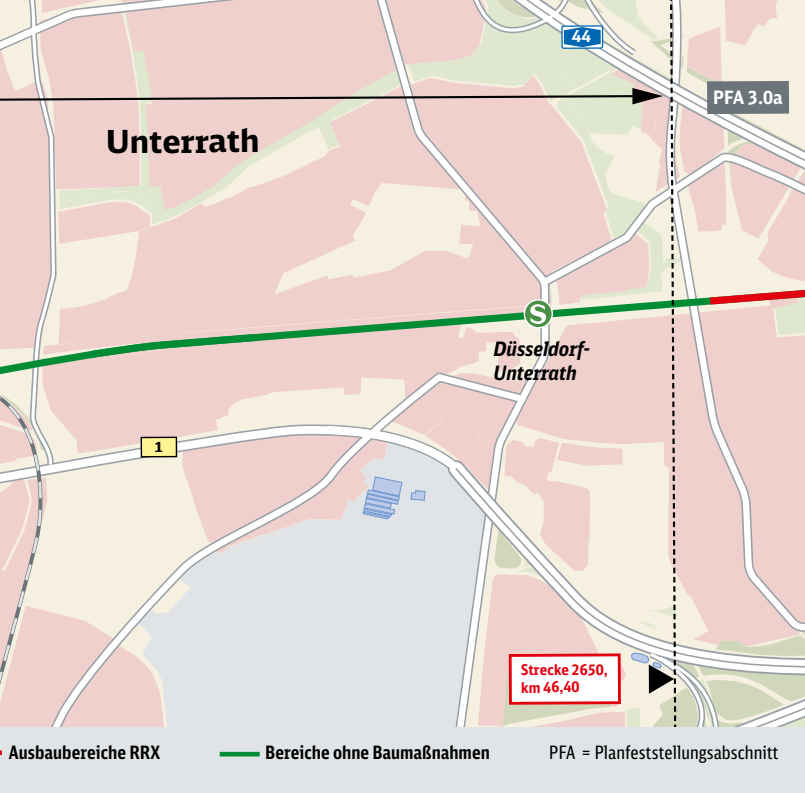 44
PFA 3.0a
Unterrath
S
Düsseldorf-
Unterrath
1
Strecke 2650,
km 46,40
Ausbaubereiche RRX
Bereiche ohne Baumaßnahmen
PFA = Planfeststellungsabschnitt